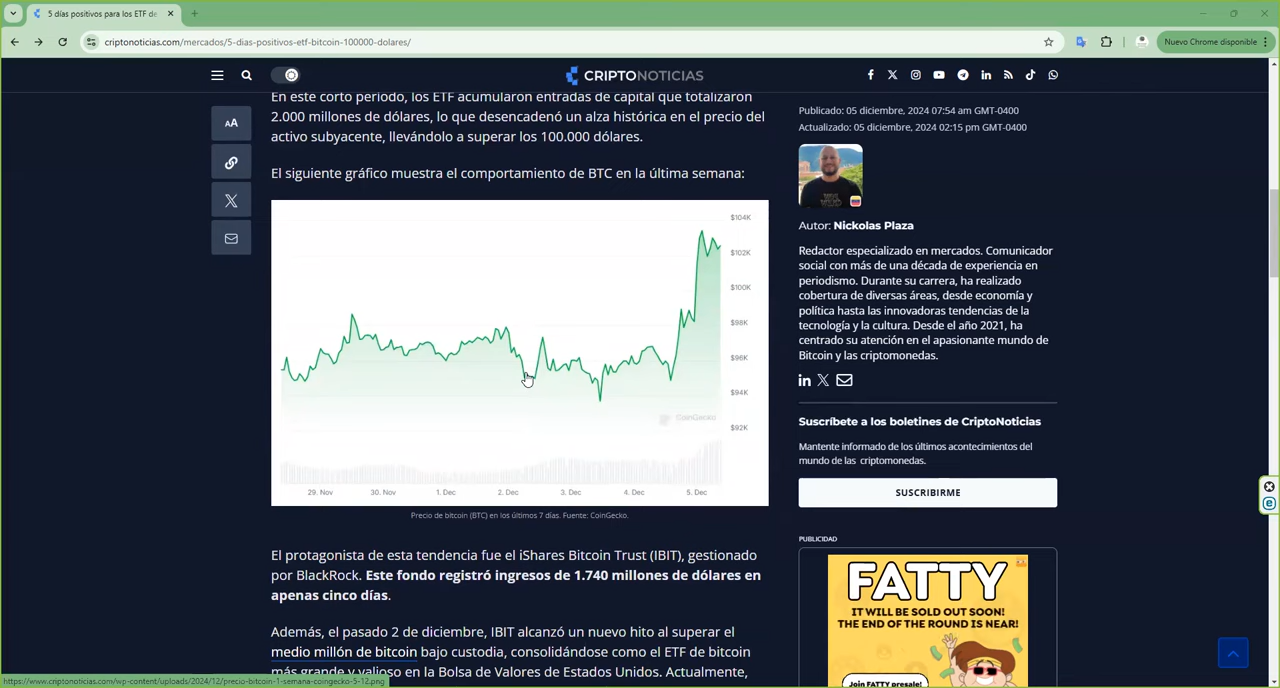 5 días positivos para los ETF de
criptonoticias.com/mercados/5-dias-positivos-etf-bitcoin-100000-dolares/
Nuevo Chrome disponible
CRIPTONOTICIAS
En este corto periodo, los ETF acumularon entradas de capital que totalizaron
2.000 millones de dólares, lo que desencadenó un alza histórica en el precio del
activo subyacente, llevándolo a superar los 100.000 dólares.
El siguiente gráfico muestra el comportamiento de BTC en la última semana:
$104K
$102K
$100K
$98K
$96K
$94K
$92K
CoinGecko
29. Nov 30. Nov 1. Dec 2. Dec 3. Dec 4. Dec 5. Dec
Precio de bitcoin (BTC) en los últimos 7 días. Fuente: CoinGecko.
El protagonista de esta tendencia fue el iShares Bitcoin Trust (IBIT), gestionado
por BlackRock. Este fondo registró ingresos de 1.740 millones de dólares en
apenas cinco días.
Además, el pasado 2 de diciembre, IBIT alcanzó un nuevo hito al superar el
medio millón de bitcoin bajo custodia, consolidándose como el ETF de bitcoin
más grande y valioso en la Bolsa de Valores de Estados Unidos. Actualmente,
AA
Publicado: 05 diciembre, 2024 07:54 am GMT-0400
Actualizado: 05 diciembre, 2024 02:15 pm GMT-0400
Autor: Nickolas Plaza
Redactor especializado en mercados. Comunicador
social con más de una década de experiencia en
periodismo. Durante su carrera, ha realizado
cobertura de diversas áreas, desde economía y
política hasta las innovadoras tendencias de la
tecnología y la cultura. Desde el año 2021, ha
centrado su atención en el apasionante mundo de
Bitcoin y las criptomonedas.
Suscríbete a los boletines de CriptoNoticias
Mantente informado de los últimos acontecimientos del
mundo de las criptomonedas.
SUSCRIBIRME
PUBLICIDAD
FATTY
IT WILL BE SOLD OUT SOON!
THE END OF THE ROUND IS NEAR!
Join FATTY presale!
https://www.criptonoticias.com/wp-content/uploads/2024/12/precio-bitcoin-1-semana-coingecko-5-12.png